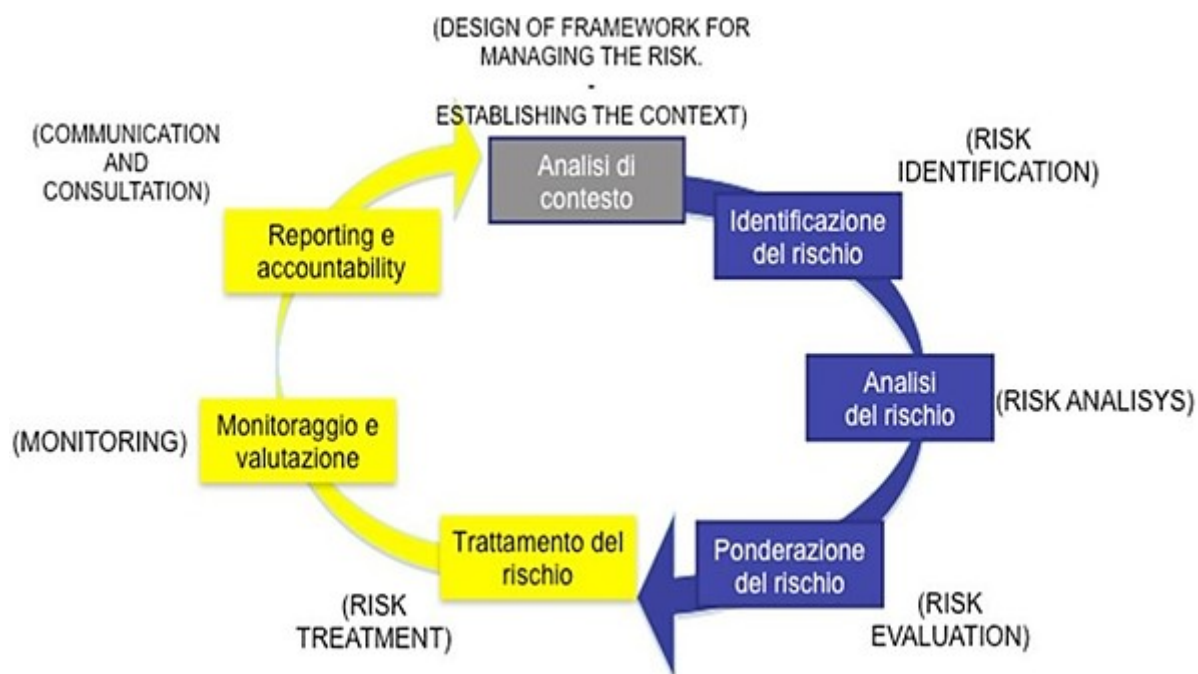 (DESIGN OF FRAMEWORK FOR
MANAGING THE RISK.
-
ESTABLISHING THE CONTEXT)
Analisi di
contesto
(RISK
IDENTIFICATION)
Identificazione
del rischio
Analisi
del rischio
(RISK ANALISYS)
Ponderazione
del rischio
(RISK
EVALUATION)
Trattamento del
rischio
(RISK
TREATMENT)
Monitoraggio e
valutazione
(MONITORING)
Reporting e
accountability
(COMMUNICATION
AND
CONSULTATION)